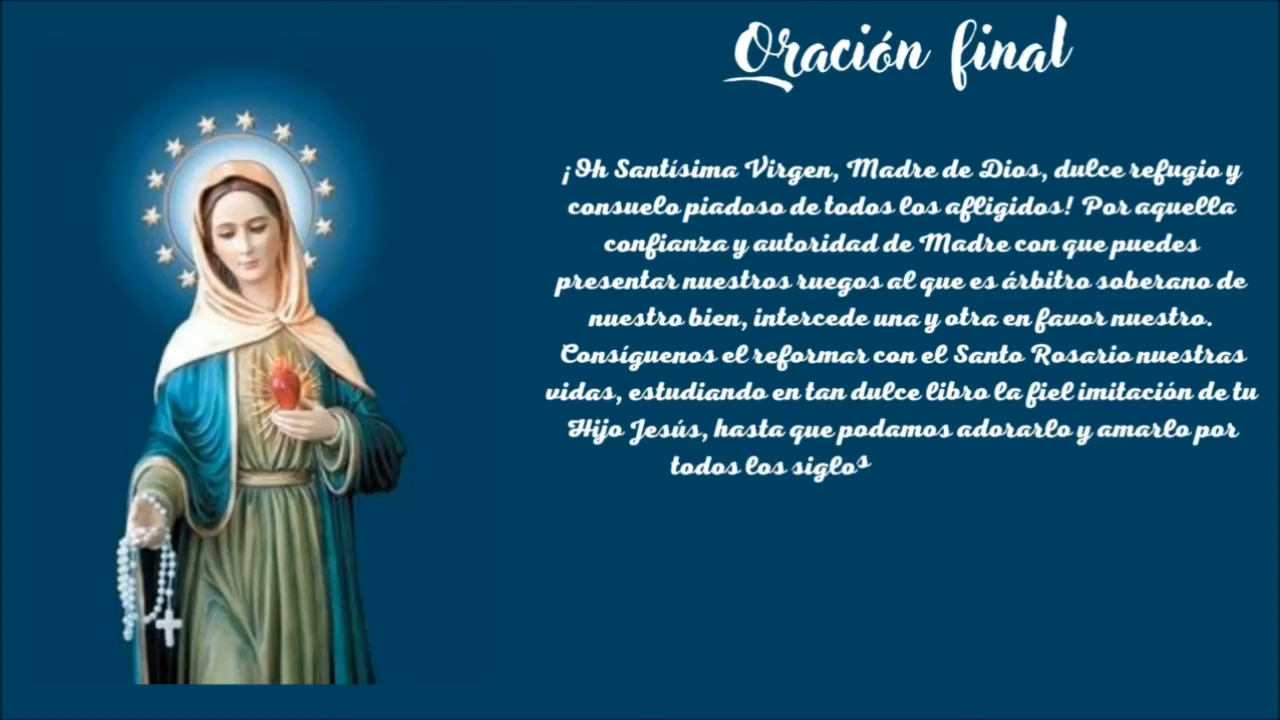 Oración final
¡Oh Santísima Virgen, Madre de Dios, dulce refugio y
consuelo piadoso de todos los afligidos! Por aquella
confianza y autoridad de Madre con que puedes
presentar nuestros ruegos al que es árbitro soberano de
nuestro bien, intercede una y otra en favor nuestro.
Consíguenos el reformar con el Santo Rosario nuestras
vidas, estudiando en tan dulce libro la fiel imitación de tu
Hijo Jesús, hasta que podamos adorarlo y amarlo por
todos los siglos